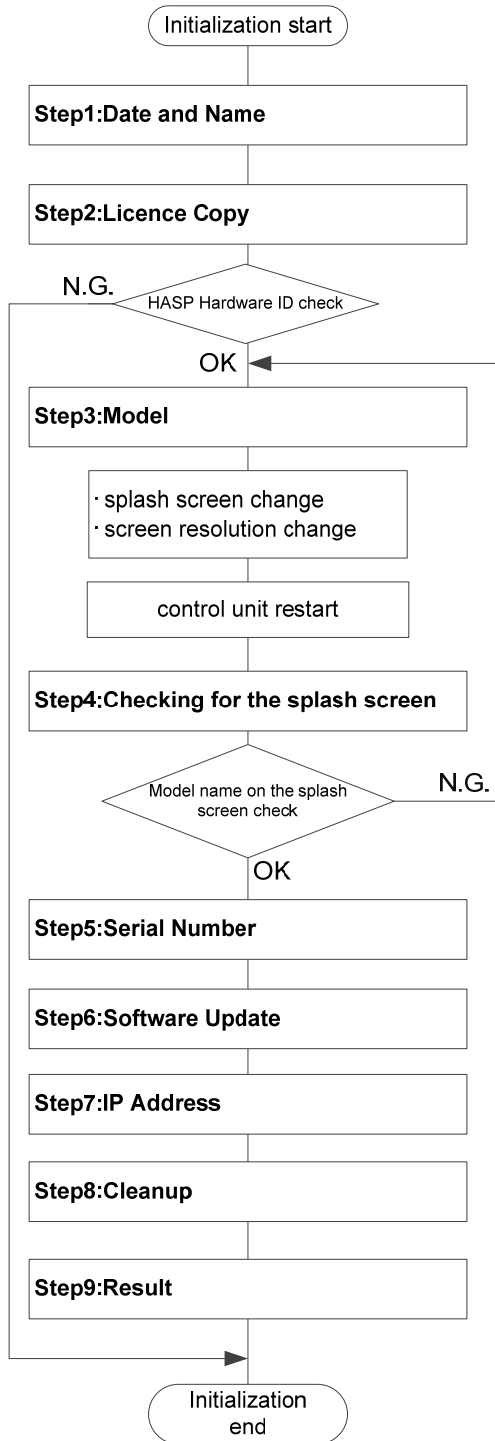 Initialization start
Step1:Date and Name
Step2:Licence Copy
N.G.
HASP Hardware ID check
OK
Step3:Model
· splash screen change
· screen resolution change
control unit restart
Step4:Checking for the splash screen
Model name on the splash
screen check
N.G.
OK
Step5:Serial Number
Step6:Software Update
Step7:IP Address
Step8:Cleanup
Step9:Result
Initialization
end